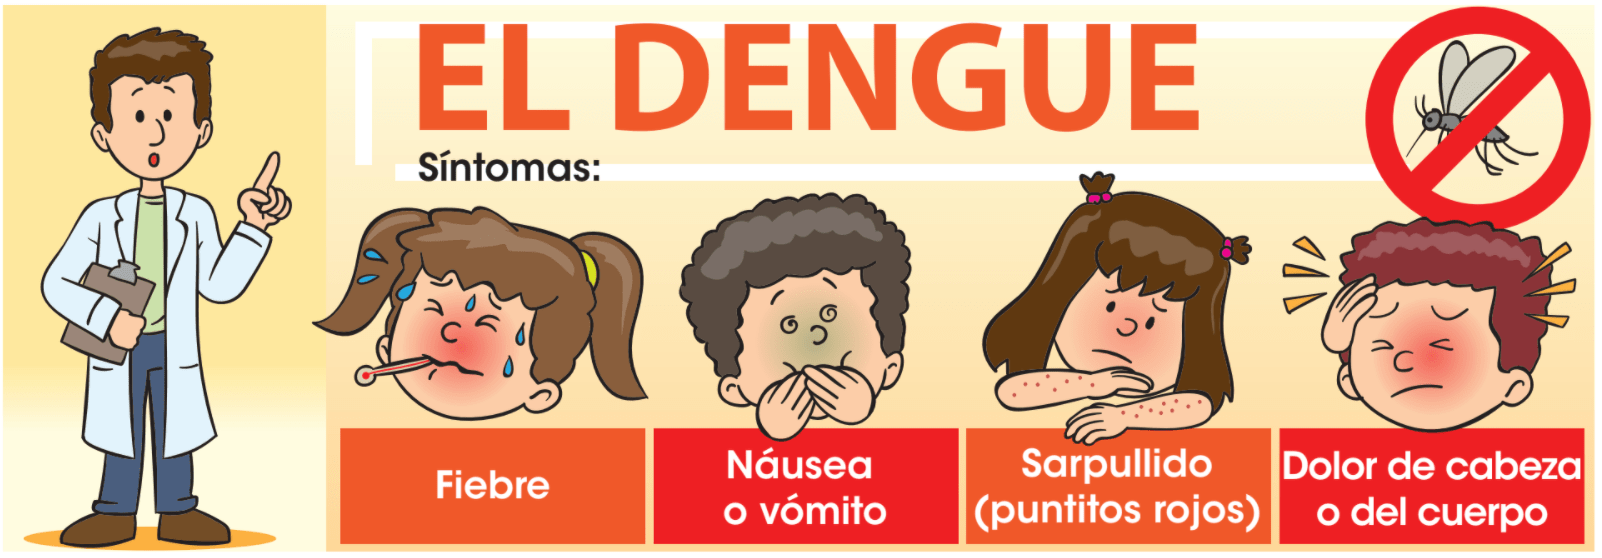 EL DENGUE
Síntomas:
Fiebre
Náusea
o vómito
Sarpullido
(puntitos rojos)
Dolor de cabeza
o del cuerpo